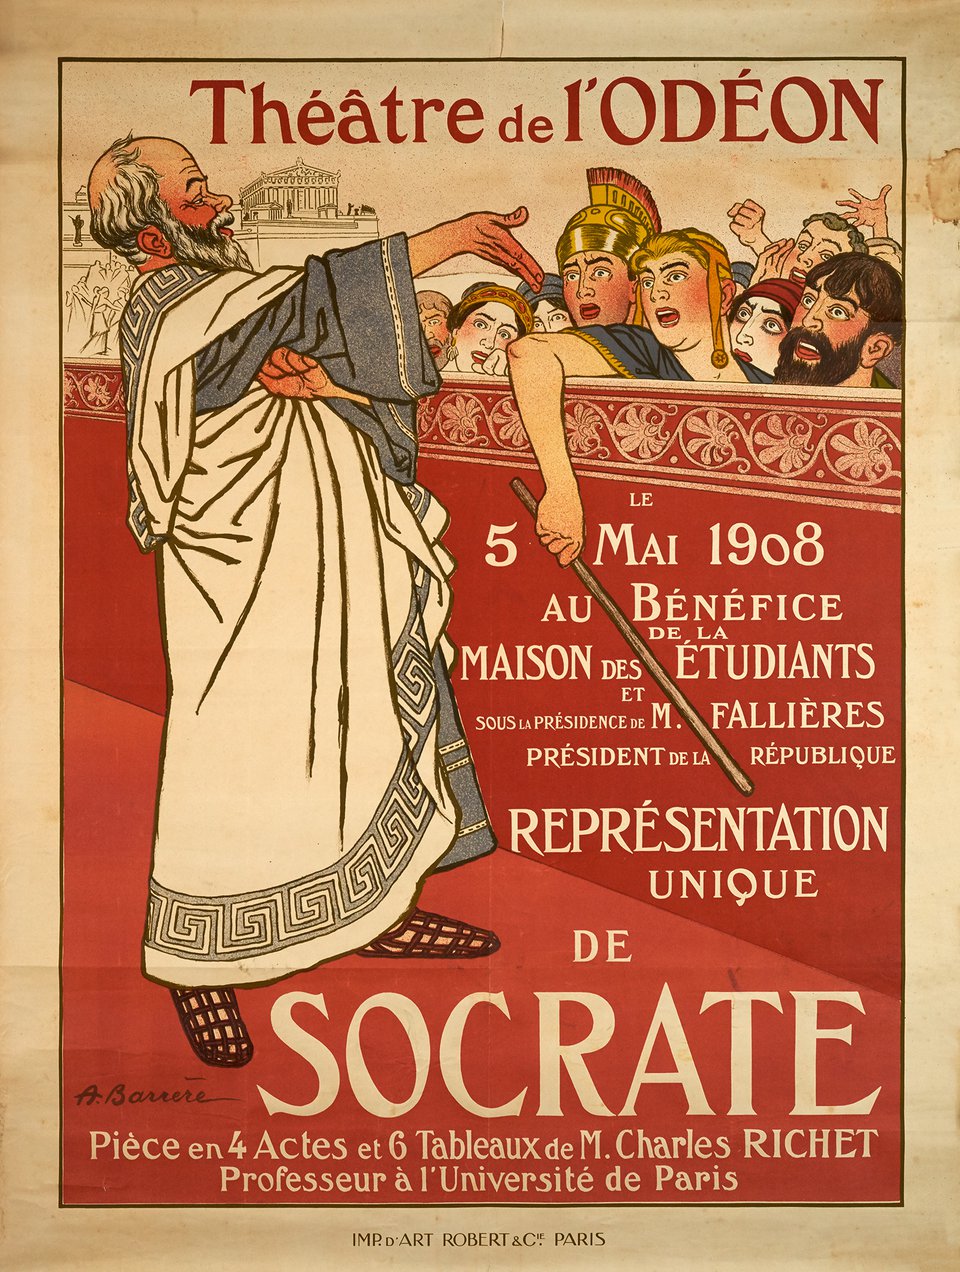 Théâtre de l'ODÉON
LE
5 MAI 1908
AU BÉNÉFICE
DE LA
MAISON DES ÉTUDIANTS
ET
SOUS LA PRÉSIDENCE DE M. FALLIÈRES
PRÉSIDENT DE LA RÉPUBLIQUE
REPRÉSENTATION
UNIQUE
DE
SOCRATE
A. Barrère
Pièce en 4 Actes et 6 Tableaux de M. Charles RICHET
Professeur à l'Université de Paris
IMP. D'ART ROBERT & CIE. PARIS